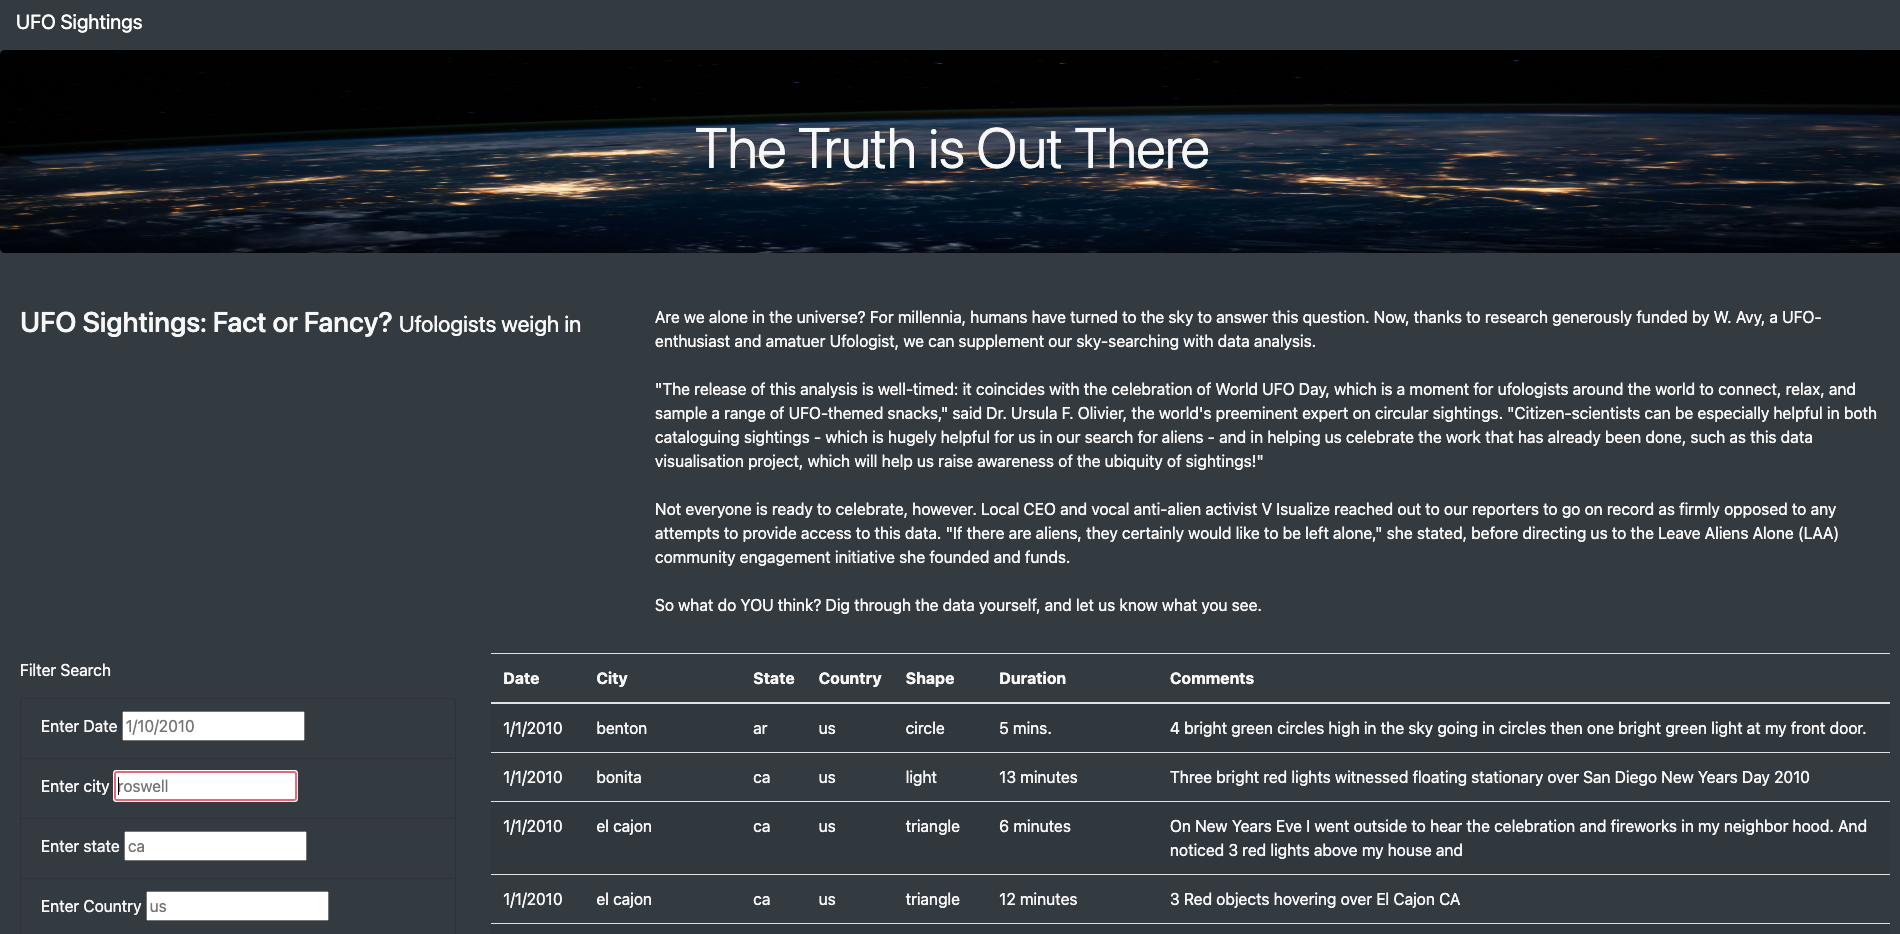 UFO Sightings
The Truth is Out There
UFO Sightings: Fact or Fancy? Ufologists weigh in
Are we alone in the universe? For millennia, humans have turned to the sky to answer this question. Now, thanks to research generously funded by W. Avy, a UFO-
enthusiast and amatuer Ufologist, we can supplement our sky-searching with data analysis.
"The release of this analysis is well-timed: it coincides with the celebration of World UFO Day, which is a moment for ufologists around the world to connect, relax, and
sample a range of UFO-themed snacks," said Dr. Ursula F. Olivier, the world's preeminent expert on circular sightings. "Citizen-scientists can be especially helpful in both
cataloguing sightings - which is hugely helpful for us in our search for aliens - and in helping us celebrate the work that has already been done, such as this data
visualisation project, which will help us raise awareness of the ubiquity of sightings!"
Not everyone is ready to celebrate, however. Local CEO and vocal anti-alien activist V Isualize reached out to our reporters to go on record as firmly opposed to any
attempts to provide access to this data. "If there are aliens, they certainly would like to be left alone," she stated, before directing us to the Leave Aliens Alone (LAA)
community engagement initiative she founded and funds.
So what do YOU think? Dig through the data yourself, and let us know what you see.
Filter Search
Enter Date 1/10/2010
Enter city roswell
Enter state ca
Enter Country us
Date City State Country Shape Duration Comments
1/1/2010 benton ar us circle 5 mins. 4 bright green circles high in the sky going in circles then one bright green light at my front door.
1/1/2010 bonita ca us light 13 minutes Three bright red lights witnessed floating stationary over San Diego New Years Day 2010
1/1/2010 el cajon ca us triangle 6 minutes On New Years Eve I went outside to hear the celebration and fireworks in my neighbor hood. And
noticed 3 red lights above my house and
1/1/2010 el cajon ca us triangle 12 minutes 3 Red objects hovering over El Cajon CA